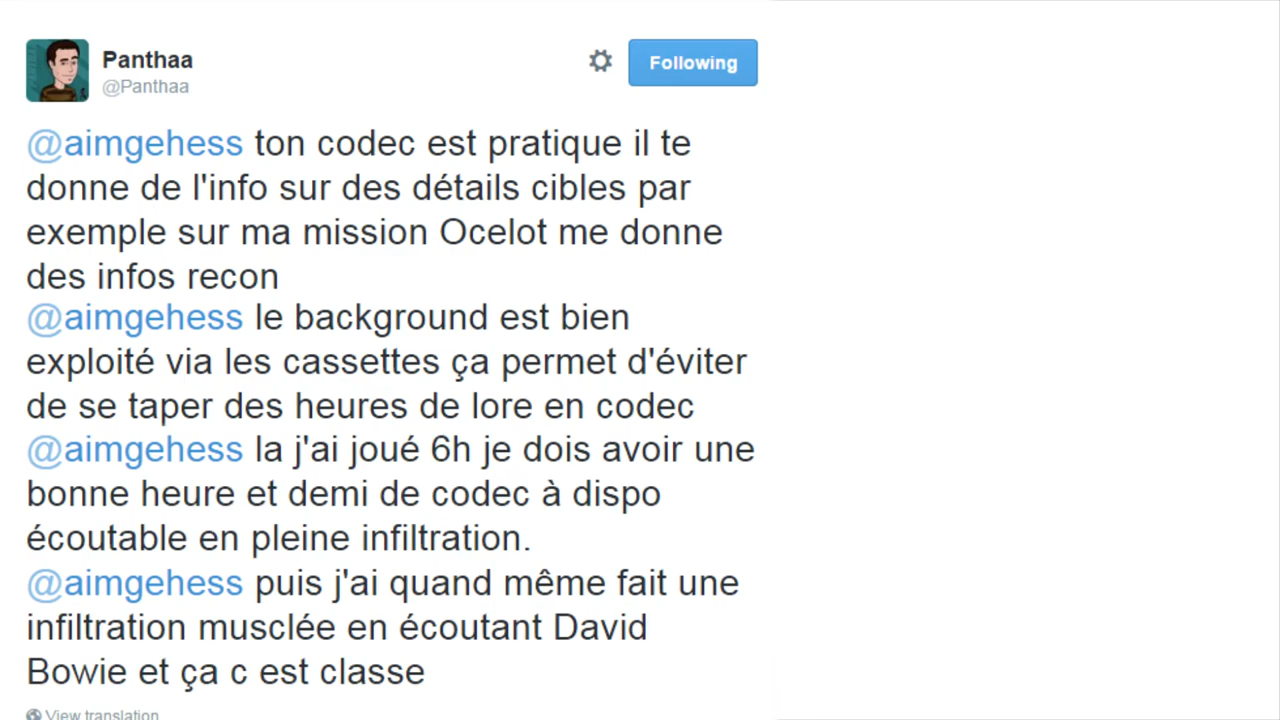 Panthaa
@Panthaa
Following
@aimgehess ton codec est pratique il te
donne de l'info sur des détails cibles par
exemple sur ma mission Ocelot me donne
des infos recon
@aimgehess le background est bien
exploité via les cassettes ça permet d'éviter
de se taper des heures de lore en codec
@aimgehess la j'ai joué 6h je dois avoir une
bonne heure et demi de codec à dispo
écoutable en pleine infiltration.
@aimgehess puis j'ai quand même fait une
infiltration musclée en écoutant David
Bowie et ça c est classe
View translation